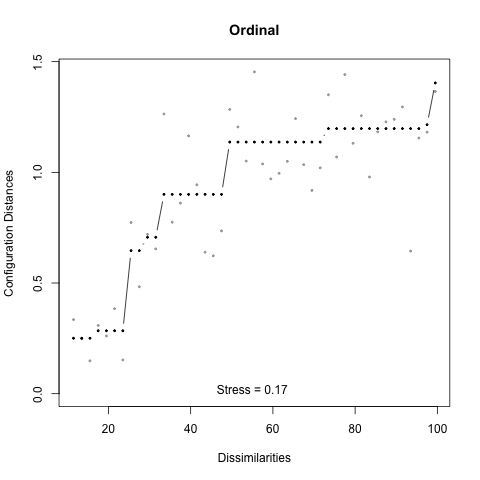 Ordinal
Configuration Distances
1.5
1.0
0.5
0.0
Stress = 0.17
20 40 60 80 100
Dissimilarities